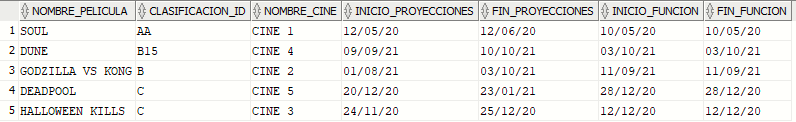 NOMBRE_PELICULA CLASIFICACION_ID NOMBRE_CINE INICIO_PROYECCIONES FIN_PROYECCIONES INICIO_FUNCION FIN_FUNCION
1 SOUL AA CINE 1 12/05/20 12/06/20 10/05/20 10/05/20
2 DUNE B15 CINE 4 09/09/21 10/10/21 03/10/21 03/10/21
3 GODZILLA VS KONG B CINE 2 01/08/21 03/10/21 11/09/21 11/09/21
4 DEADPOOL C CINE 5 20/12/20 23/01/21 28/12/20 28/12/20
5 HALLOWEEN KILLS C CINE 3 24/11/20 25/12/20 12/12/20 12/12/20